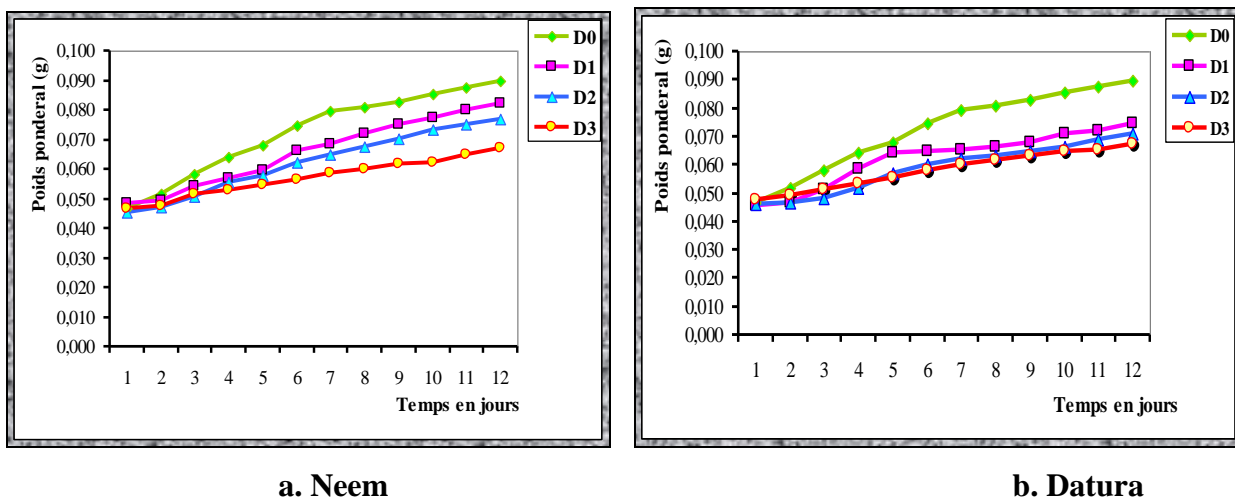 Poids ponderal (g)
0,100
0,090
0,080
0,070
0,060
0,050
0,040
0,030
0,020
0,010
0,000
1 2 3 4 5 6 7 8 9 10 11 12
Temps en jours
D0
D1
D2
D3
a. Neem
Poids ponderal (g)
0,100
0,090
0,080
0,070
0,060
0,050
0,040
0,030
0,020
0,010
0,000
1 2 3 4 5 6 7 8 9 10 11 12
Temps en jours
D0
D1
D2
D3
b. Datura